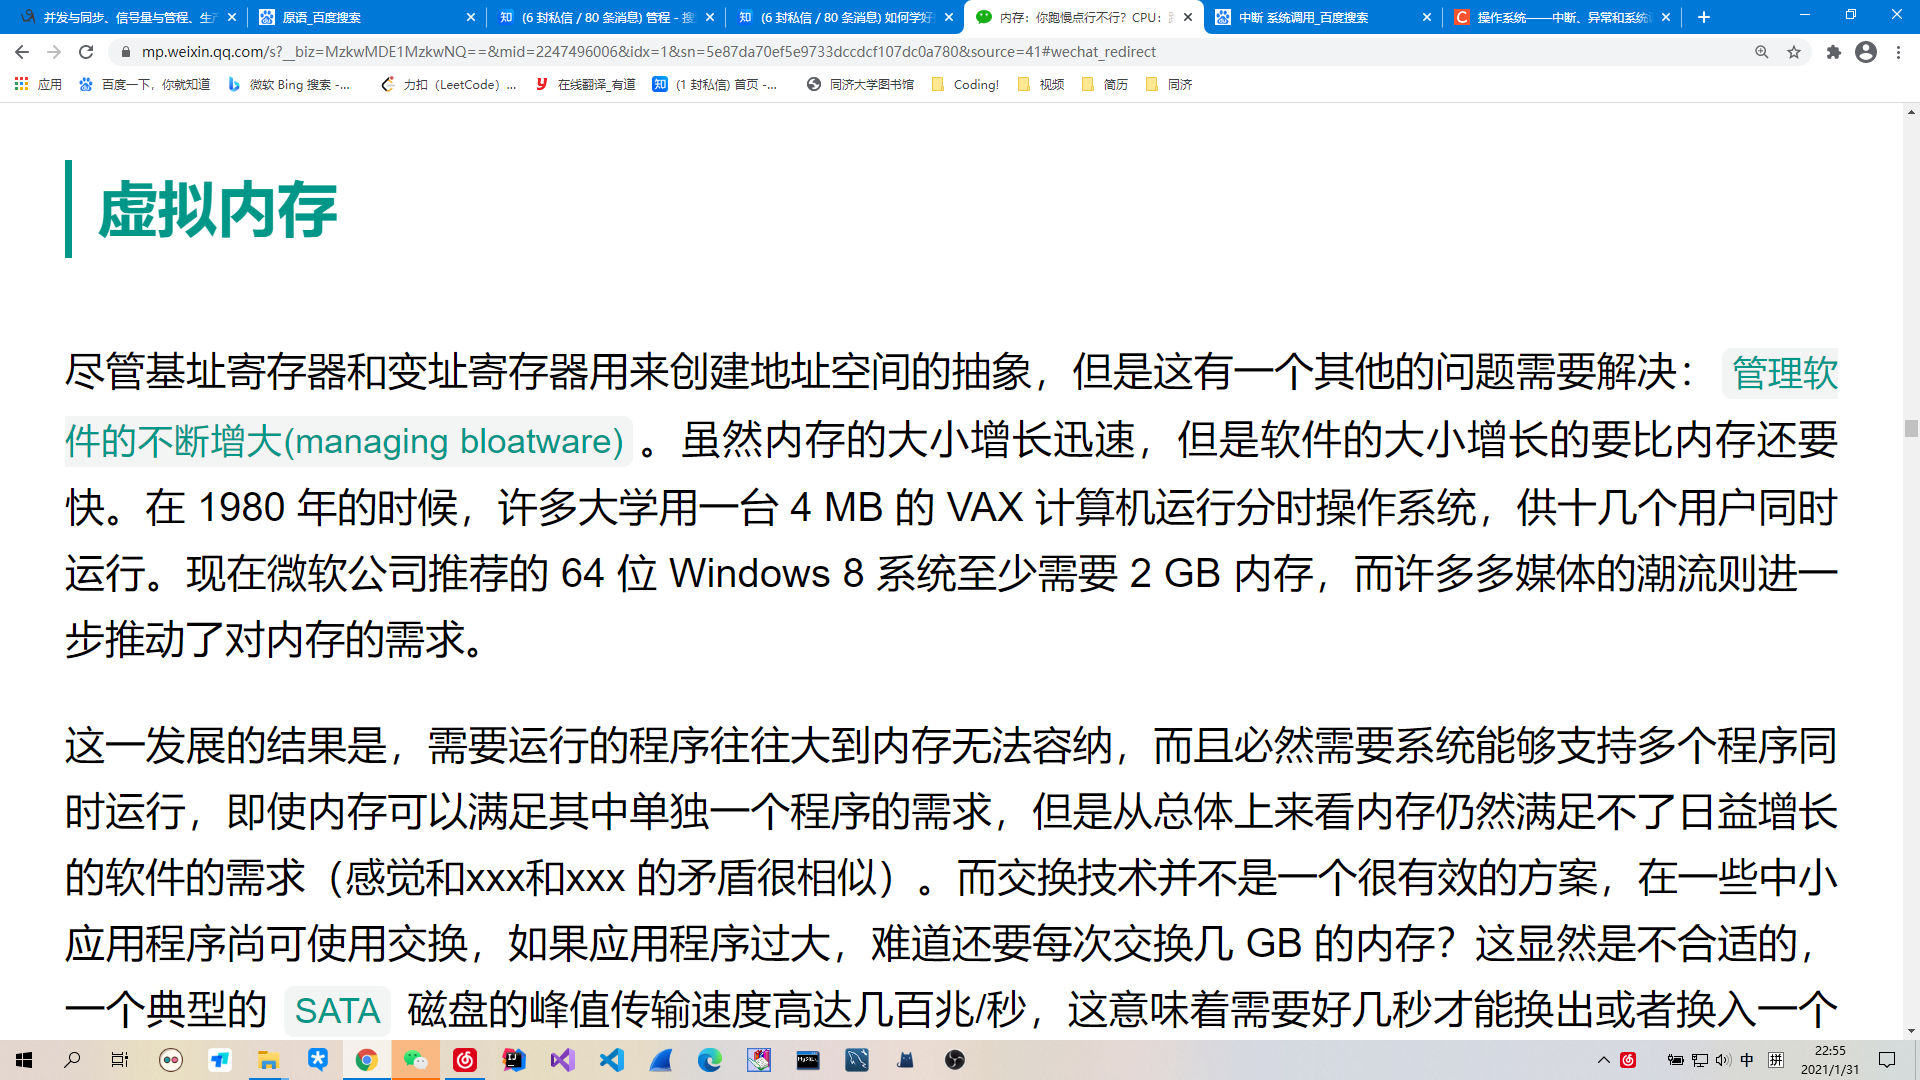 并发与同步、信号量与管程、生产
原语_百度搜索
(6 封私信 / 80 条消息) 管程 - 搜
(6 封私信 / 80 条消息) 如何学好
内存：你跑慢点行不行？CPU：
中断 系统调用_百度搜索
操作系统——中断、异常和系统
mp.weixin.qq.com/s?__biz=MzkwMDE1MzkwNQ==&mid=2247496006&idx=1&sn=5e87da70ef5e9733dccdcf107dc0a780&source=41#wechat_redirect
应用
百度一下，你就知道
微软 Bing 搜索 -...
力扣（LeetCode）...
在线翻译_有道
(1 封私信) 首页 -...
同济大学图书馆
Coding!
视频
简历
同济
虚拟内存
尽管基址寄存器和变址寄存器用来创建地址空间的抽象，但是这有一个其他的问题需要解决：管理软
件的不断增大(managing bloatware) 。虽然内存的大小增长迅速，但是软件的大小增长的要比内存还要
快。在 1980 年的时候，许多大学用一台 4 MB 的 VAX 计算机运行分时操作系统，供十几个用户同时
运行。现在微软公司推荐的 64 位 Windows 8 系统至少需要 2 GB 内存，而许多多媒体的潮流则进一
步推动了对内存的需求。
这一发展的结果是，需要运行的程序往往大到内存无法容纳，而且必然需要系统能够支持多个程序同
时运行，即使内存可以满足其中单独一个程序的需求，但是从总体上来看内存仍然满足不了日益增长
的软件的需求（感觉和xxx和xxx 的矛盾很相似）。而交换技术并不是一个很有效的方案，在一些中小
应用程序尚可使用交换，如果应用程序过大，难道还要每次交换几 GB 的内存？这显然是不合适的，
一个典型的 SATA 磁盘的峰值传输速度高达几百兆/秒，这意味着需要好几秒才能换出或者换入一个
中
拼
22:55
2021/1/31